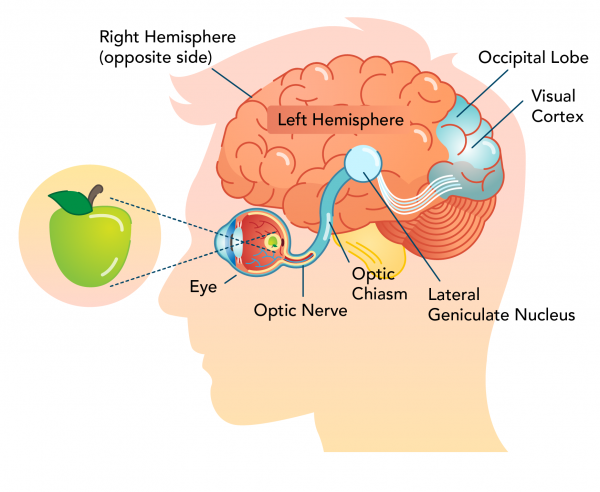 Right Hemisphere
(opposite side)
Occipital Lobe
Visual
Cortex
Left Hemisphere
Eye
Optic Nerve
Optic
Chiasm
Lateral
Geniculate Nucleus